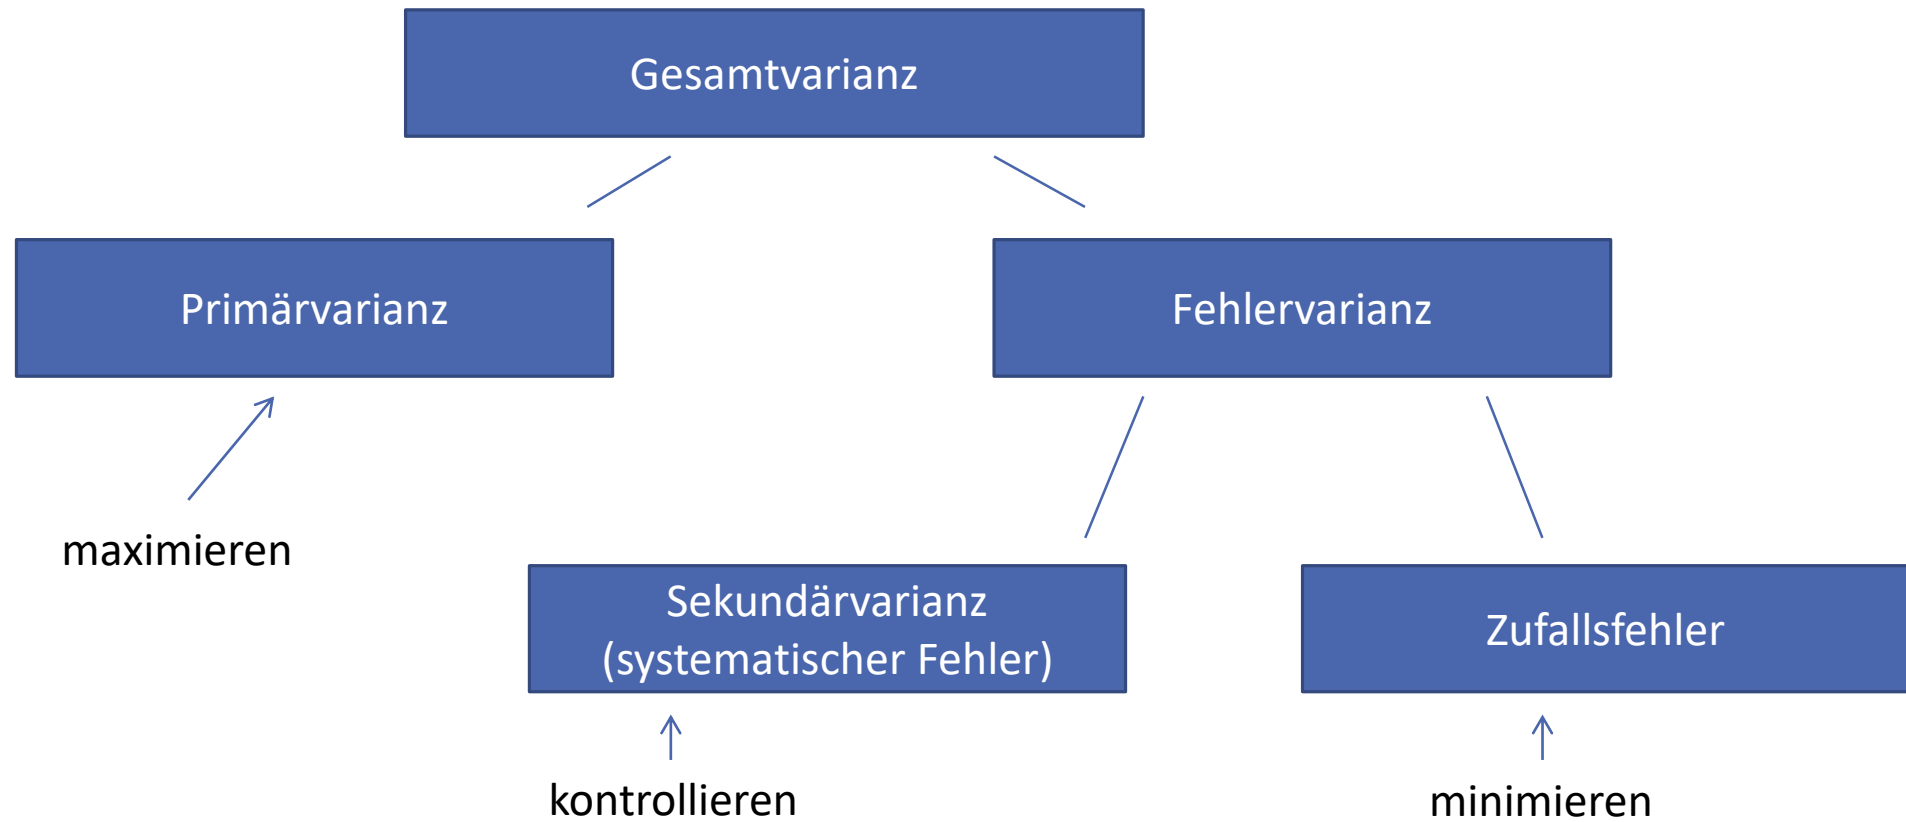 Gesamtvarianz
Primärvarianz
Fehlervarianz
maximieren
Sekundärvarianz
(systematischer Fehler)
Zufallsfehler
kontrollieren
minimieren